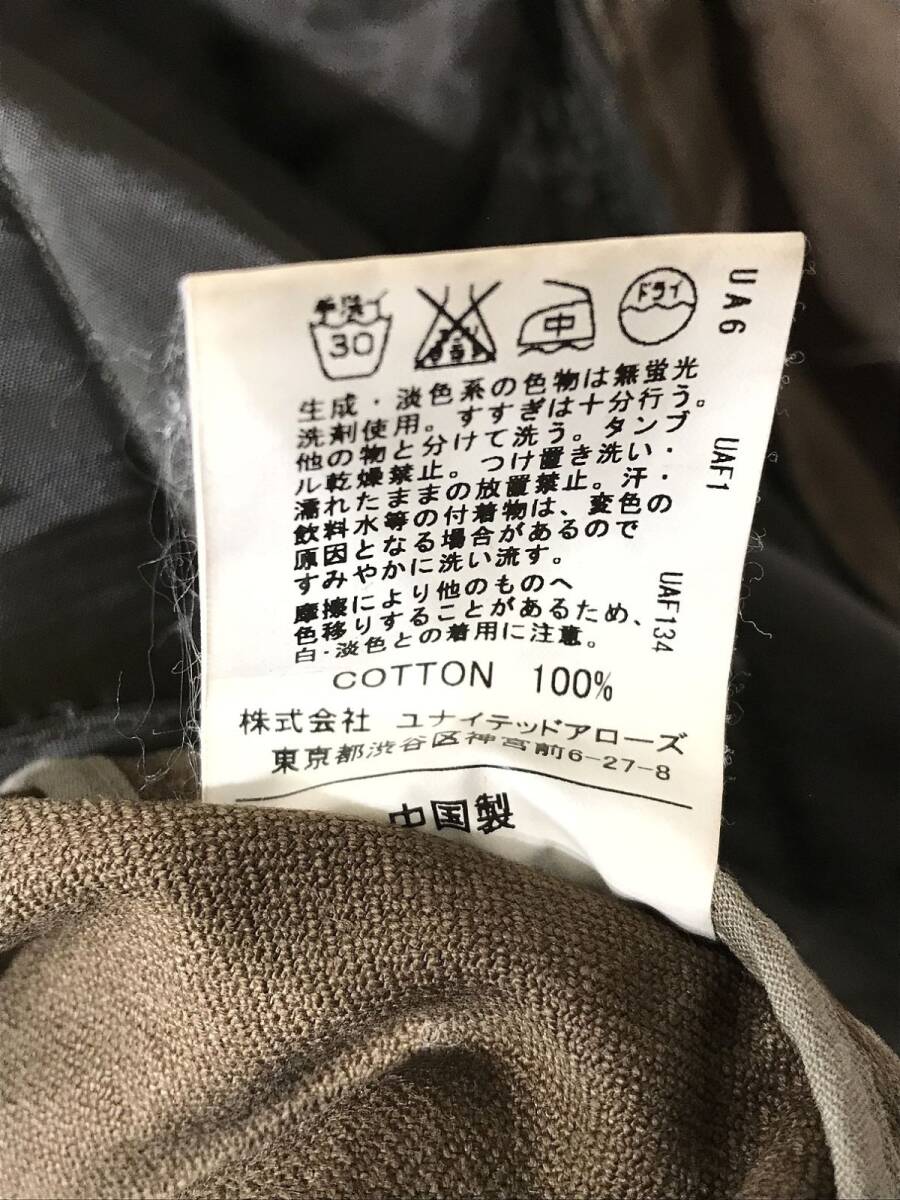 手洗イ
30
エンソ
サラシ
中
ドライ
生成・淡色系の色物は無蛍光
洗剤使用。すすぎは十分行う。
他の物と分けて洗う。タンブ
ル乾燥禁止。つけ置き洗い・
濡れたままの放置禁止。汗・
飲料水等の付着物は、変色の
原因となる場合があるので
すみやかに洗い流す。
摩擦により他のものへ
色移りすることがあるため、
白・淡色との着用に注意。
COTTON 100%
株式会社 ユナイテッドアローズ
東京都渋谷区神宮前6-27-8
中国製
UA6
UAF1
UAF134